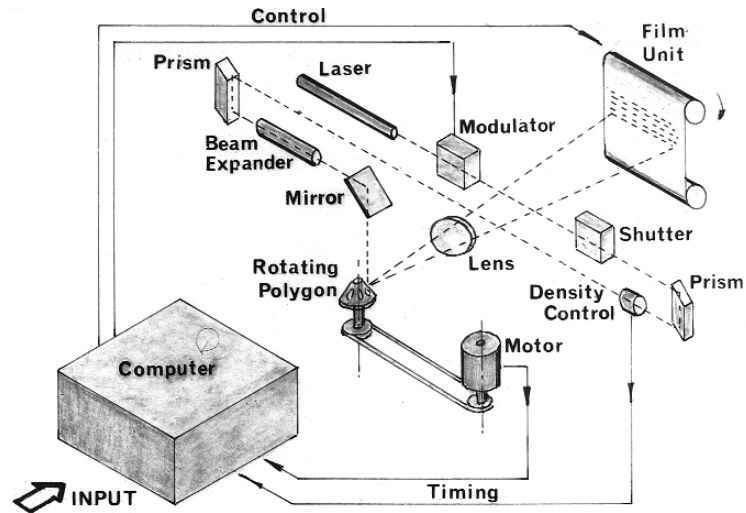 Control
Film
Unit
Prism
Laser
Modulator
Beam
Expander
Mirror
Shutter
Lens
Prism
Rotating
Polygon
Density
Control
Motor
Computer
Timing
INPUT